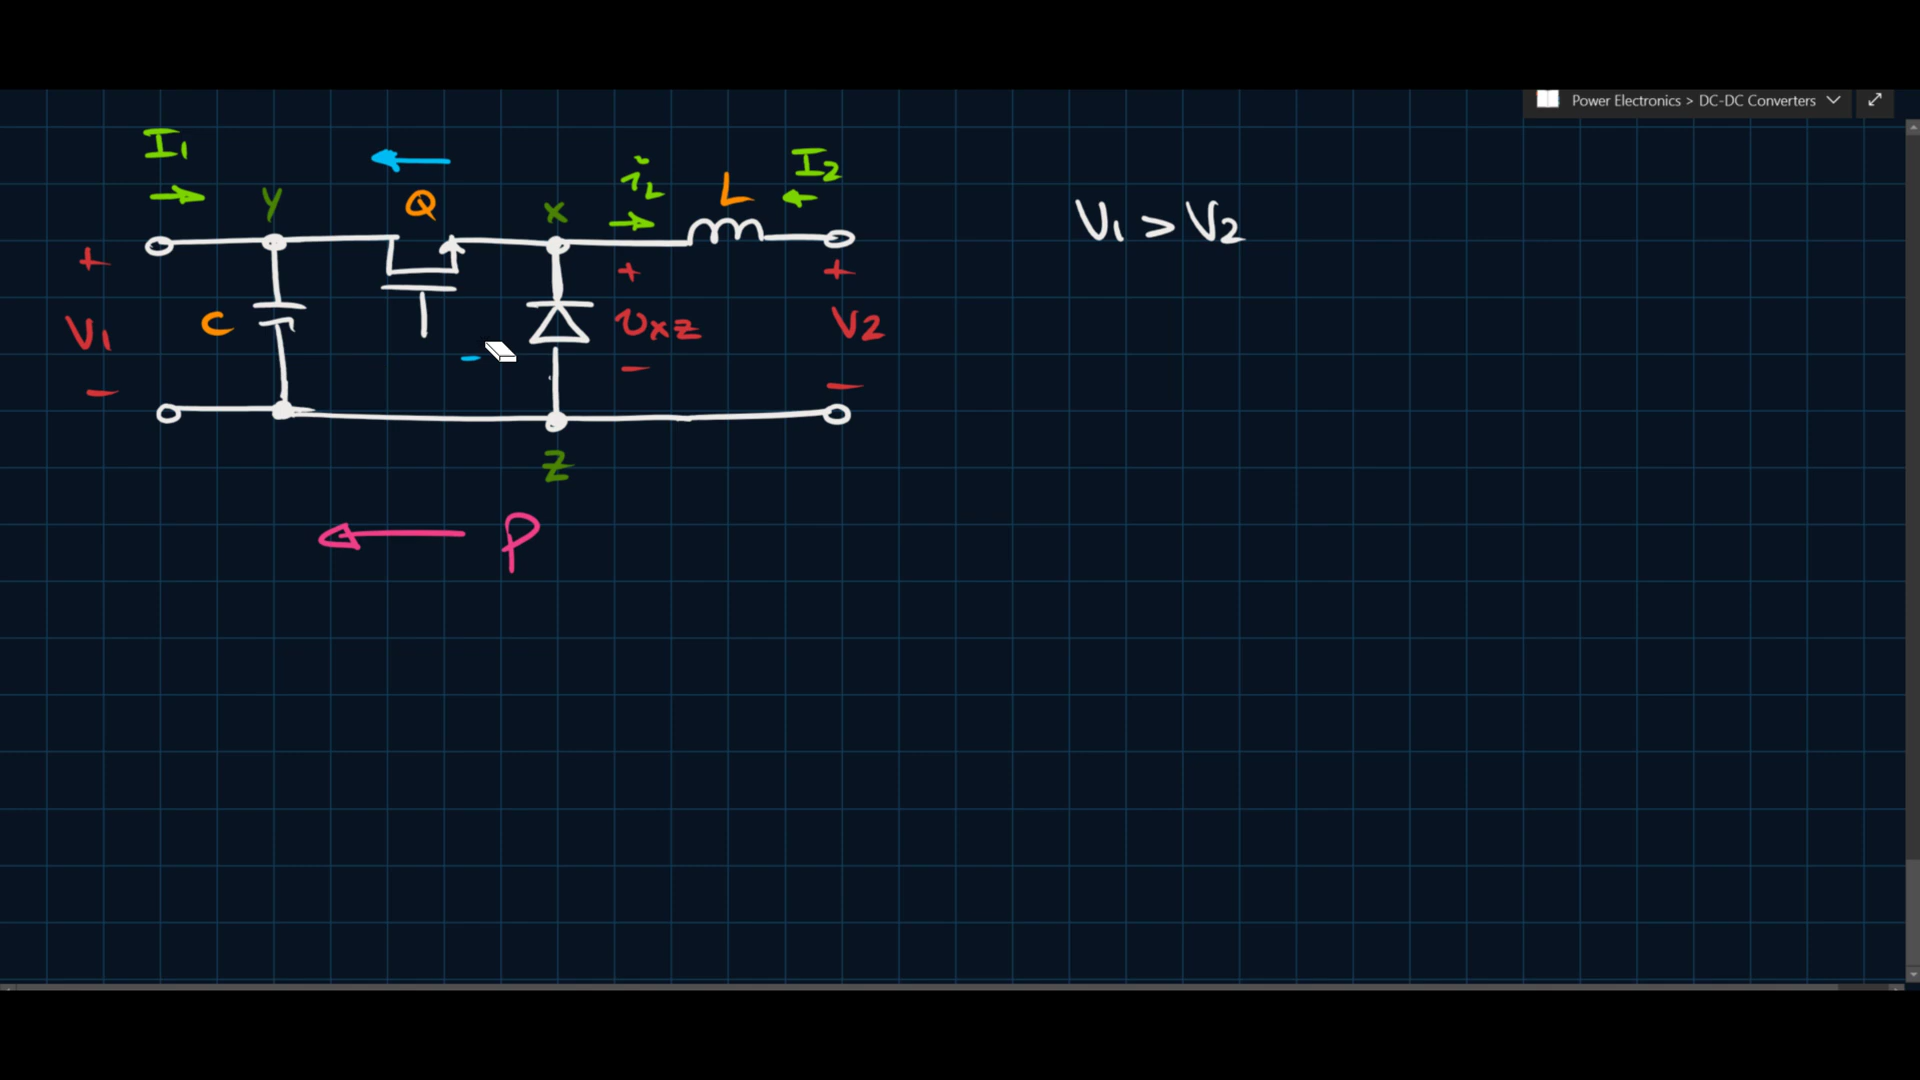 Power Electronics > DC-DC Converters
I1
Q
iL
L
I2
y
x
V1 > V2
+
+
+
V1
C
vxz
V2
-
-
-
-
z
P